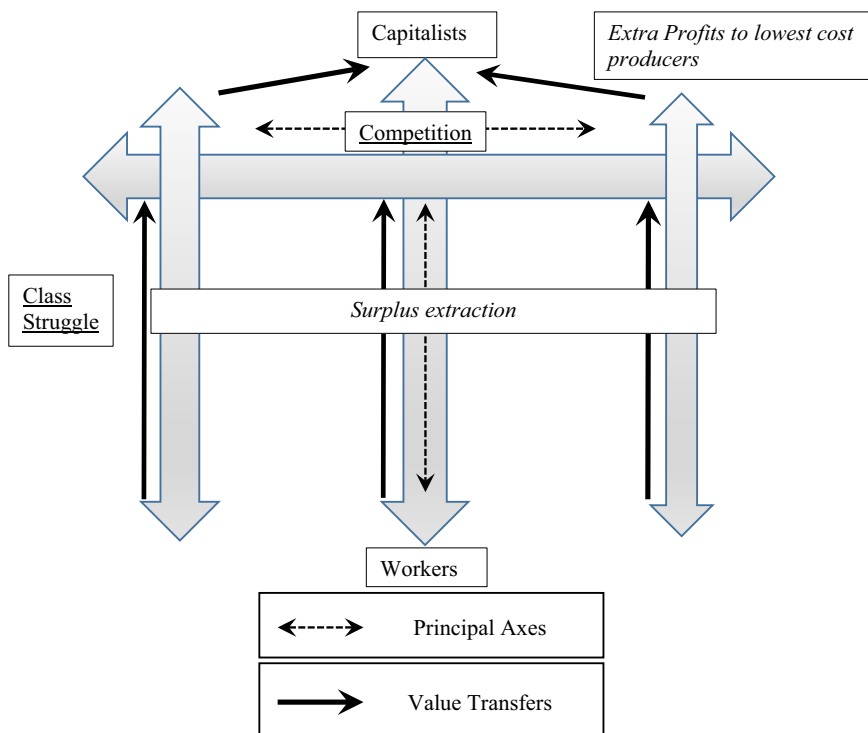 Capitalists
Extra Profits to lowest cost
producers
Competition
Class
Struggle
Surplus extraction
Workers
Principal Axes
Value Transfers